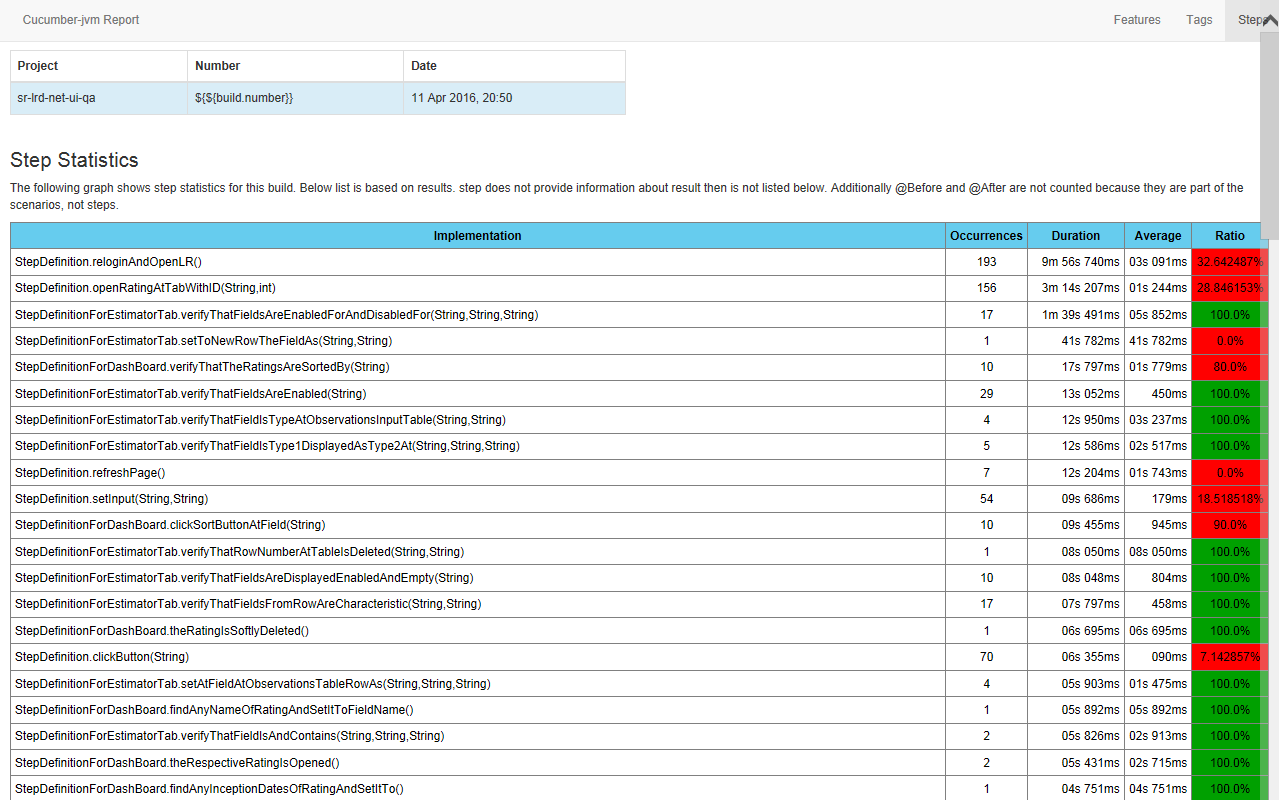 Cucumber-jvm Report Features Tags Steps
Project Number Date
sr-lrd-net-ui-qa ${${build.number}} 11 Apr 2016, 20:50
Step Statistics
The following graph shows step statistics for this build. Below list is based on results. step does not provide information about result then is not listed below. Additionally @Before and @After are not counted because they are part of the
scenarios, not steps.
Implementation Occurrences Duration Average Ratio
StepDefinition.reloginAndOpenLR() 193 9m 56s 740ms 03s 091ms 32.642487%
StepDefinition.openRatingAtTabWithID(String,int) 156 3m 14s 207ms 01s 244ms 28.846153%
StepDefinitionForEstimatorTab.verifyThatFieldsAreEnabledForAndDisabledFor(String,String,String) 17 1m 39s 491ms 05s 852ms 100.0%
StepDefinitionForEstimatorTab.setToNewRowTheFieldAs(String,String) 1 41s 782ms 41s 782ms 0.0%
StepDefinitionForDashBoard.verifyThatTheRatingsAreSortedBy(String) 10 17s 797ms 01s 779ms 80.0%
StepDefinitionForEstimatorTab.verifyThatFieldsAreEnabled(String) 29 13s 052ms 450ms 100.0%
StepDefinitionForEstimatorTab.verifyThatFieldIsTypeAtObservationsInputTable(String,String) 4 12s 950ms 03s 237ms 100.0%
StepDefinitionForEstimatorTab.verifyThatFieldIsType1DisplayedAsType2At(String,String,String) 5 12s 586ms 02s 517ms 100.0%
StepDefinition.refreshPage() 7 12s 204ms 01s 743ms 0.0%
StepDefinition.setInput(String,String) 54 09s 686ms 179ms 18.518518%
StepDefinitionForDashBoard.clickSortButtonAtField(String) 10 09s 455ms 945ms 90.0%
StepDefinitionForEstimatorTab.verifyThatRowNumberAtTableIsDeleted(String,String) 1 08s 050ms 08s 050ms 100.0%
StepDefinitionForEstimatorTab.verifyThatFieldsAreDisplayedEnabledAndEmpty(String) 10 08s 048ms 804ms 100.0%
StepDefinitionForEstimatorTab.verifyThatFieldsFromRowAreCharacteristic(String,String) 17 07s 797ms 458ms 100.0%
StepDefinitionForDashBoard.theRatingIsSoftlyDeleted() 1 06s 695ms 06s 695ms 100.0%
StepDefinition.clickButton(String) 70 06s 355ms 090ms 7.142857%
StepDefinitionForEstimatorTab.setAtFieldAtObservationsTableRowAs(String,String,String) 4 05s 903ms 01s 475ms 100.0%
StepDefinitionForDashBoard.findAnyNameOfRatingAndSetItToFieldName() 1 05s 892ms 05s 892ms 100.0%
StepDefinitionForEstimatorTab.verifyThatFieldIsAndContains(String,String,String) 2 05s 826ms 02s 913ms 100.0%
StepDefinitionForDashBoard.theRespectiveRatingIsOpened() 2 05s 431ms 02s 715ms 100.0%
StepDefinitionForDashBoard.findAnyInceptionDatesOfRatingAndSetItTo() 1 04s 751ms 04s 751ms 100.0%